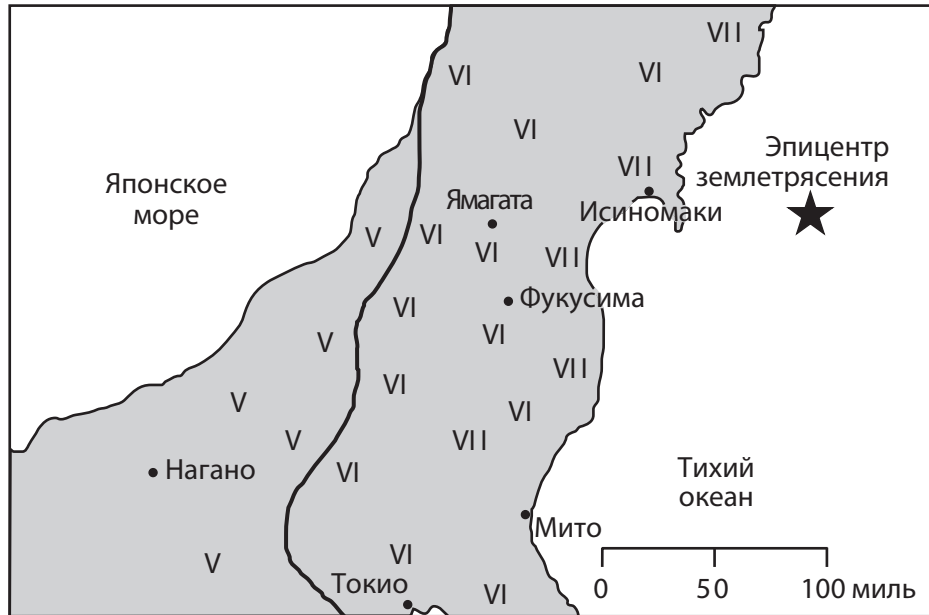 VII
VI
VI
VI
Эпицентр
землетрясения
VII
Японское
море
Ямагата
Исиномаки
V
VI
VI
VII
Фукусима
VI
VI
V
VII
VI
V
VI
V
VII
Нагано
VI
Тихий
океан
Мито
V
VI
Токио
VI
0 50 100 миль